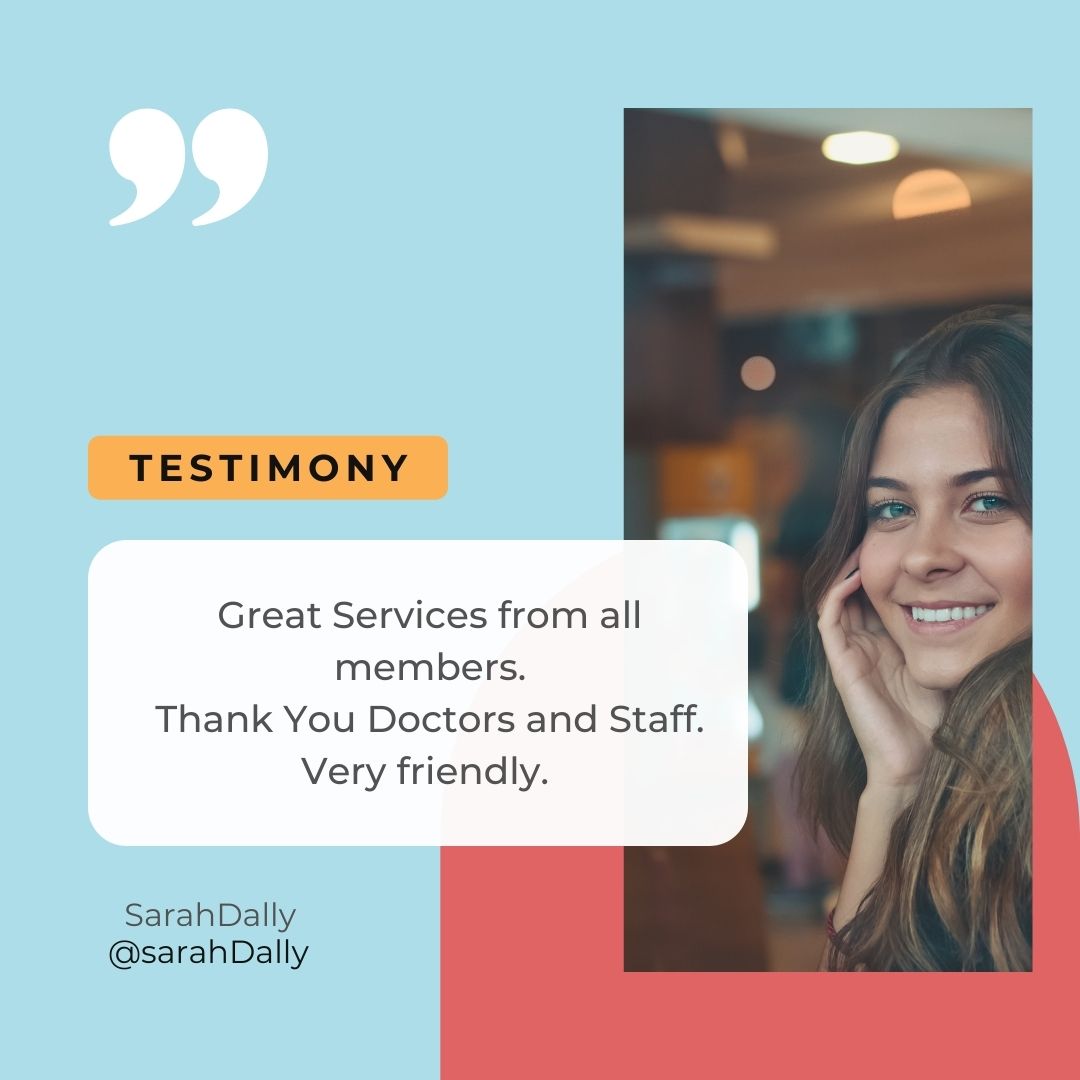 ”
TESTIMONY
Great Services from all
members.
Thank You Doctors and Staff.
Very friendly.
SarahDally
@sarahDally